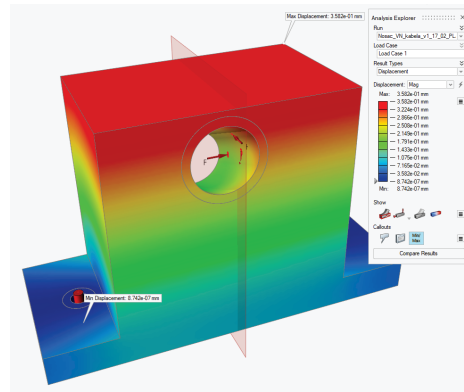 Max Displacement: 3.582e-01 mm
Min Displacement: 8.742e-07 mm
Analysis Explorer
Run
Nosac_VN_kabela_v1_17_02_PL
Load Case
Load Case 1
Result Types
Displacement
Displacement: Mag
Max: 3.582e-01 mm
3.582e-01 mm
3.224e-01 mm
2.866e-01 mm
2.508e-01 mm
2.149e-01 mm
1.791e-01 mm
1.433e-01 mm
1.075e-01 mm
7.165e-02 mm
3.582e-02 mm
8.742e-07 mm
Min: 8.742e-07 mm
Show
Callouts
Min/
Max
Compare Results